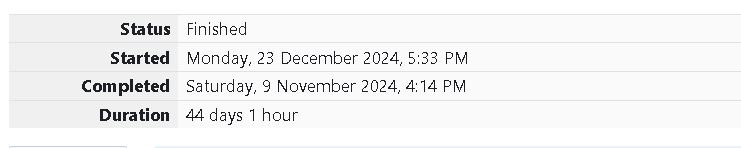 Status Finished
Started Monday, 23 December 2024, 5:33 PM
Completed Saturday, 9 November 2024, 4:14 PM
Duration 44 days 1 hour